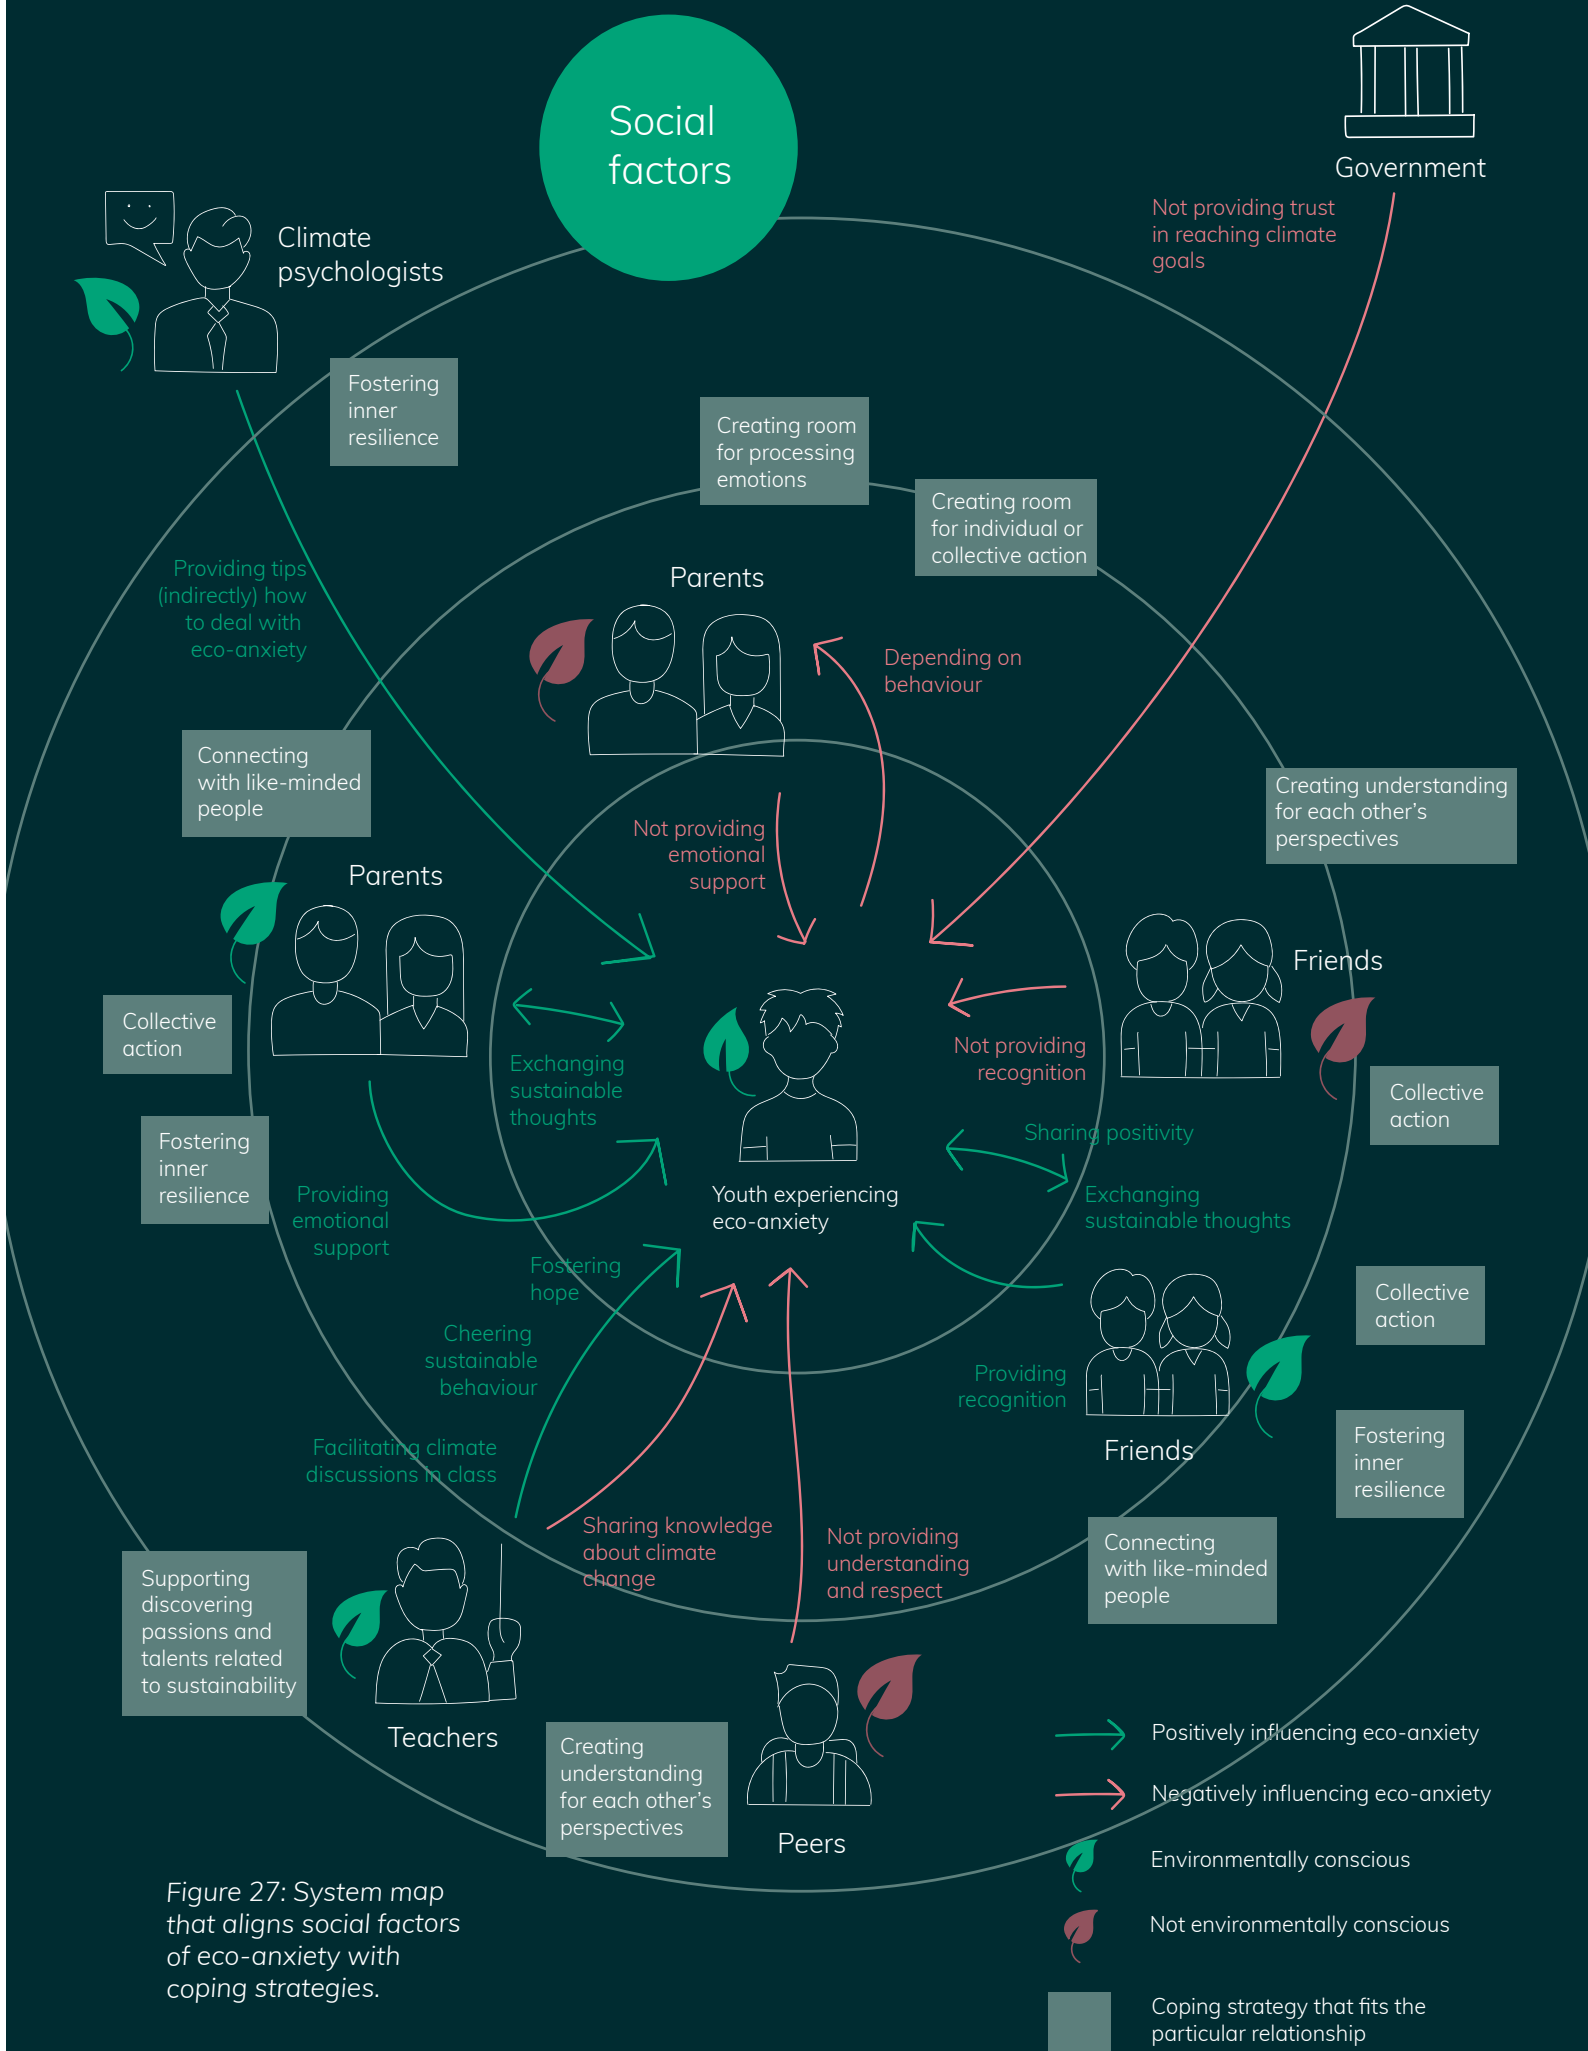 Social
factors
Government
Not providing trust
in reaching climate
goals
Climate
psychologists
Fostering
inner
resilience
Creating room
for processing
emotions
Creating room
for individual or
collective action
Providing tips
(indirectly) how
to deal with
eco-anxiety
Parents
Depending on
behaviour
Connecting
with like-minded
people
Not providing
emotional
support
Creating understanding
for each other's
perspectives
Parents
Friends
Collective
action
Exchanging
sustainable
thoughts
Not providing
recognition
Collective
action
Fostering
inner
resilience
Sharing positivity
Providing
emotional
support
Youth experiencing
eco-anxiety
Exchanging
sustainable thoughts
Fostering
hope
Collective
action
Cheering
sustainable
behaviour
Providing
recognition
Facilitating climate
discussions in class
Friends
Fostering
inner
resilience
Sharing knowledge
about climate
change
Not providing
understanding
and respect
Connecting
with like-minded
people
Supporting
discovering
passions and
talents related
to sustainability
Teachers
Creating
understanding
for each other's
perspectives
Peers
Positively influencing eco-anxiety
Negatively influencing eco-anxiety
Environmentally conscious
Not environmentally conscious
Coping strategy that fits the
particular relationship
Figure 27: System map
that aligns social factors
of eco-anxiety with
coping strategies.